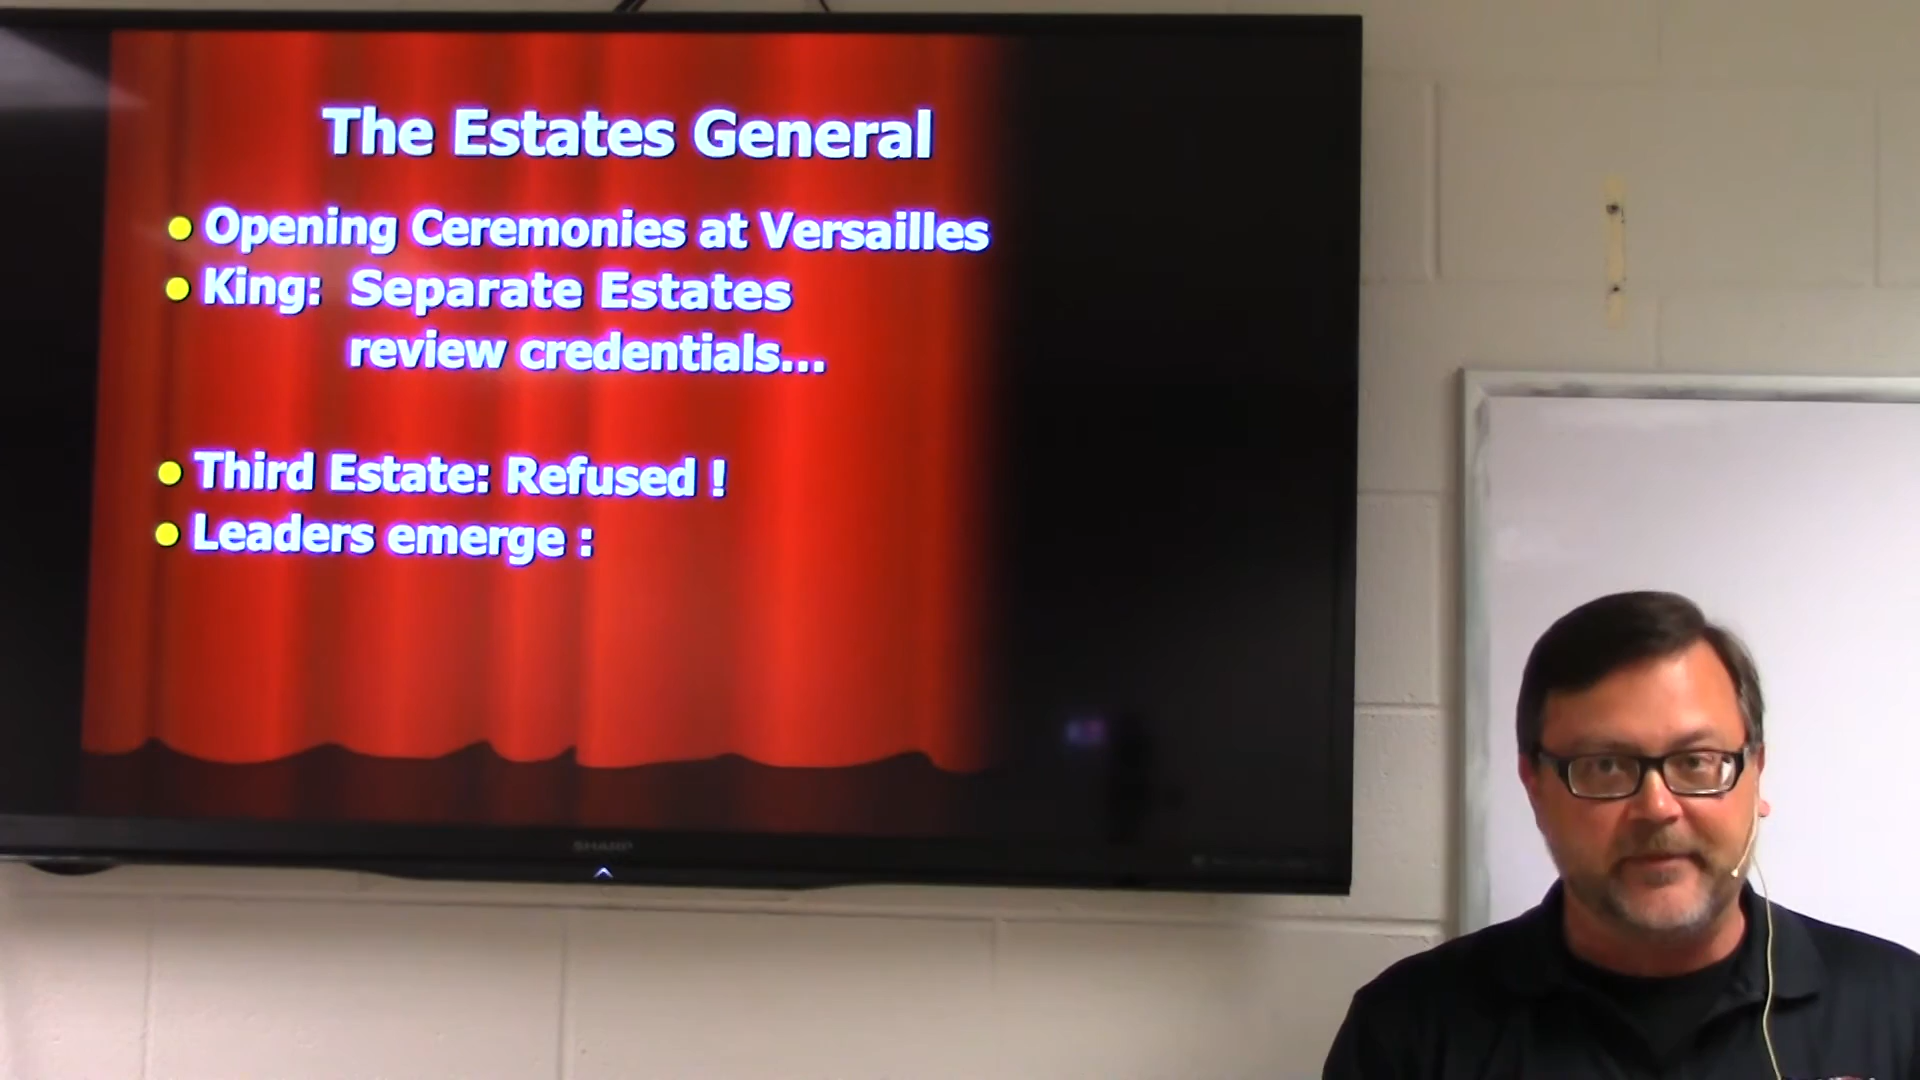 The Estates General
Opening Ceremonies at Versailles
King: Separate Estates
review credentials...
Third Estate: Refused !
Leaders emerge :
SHARP